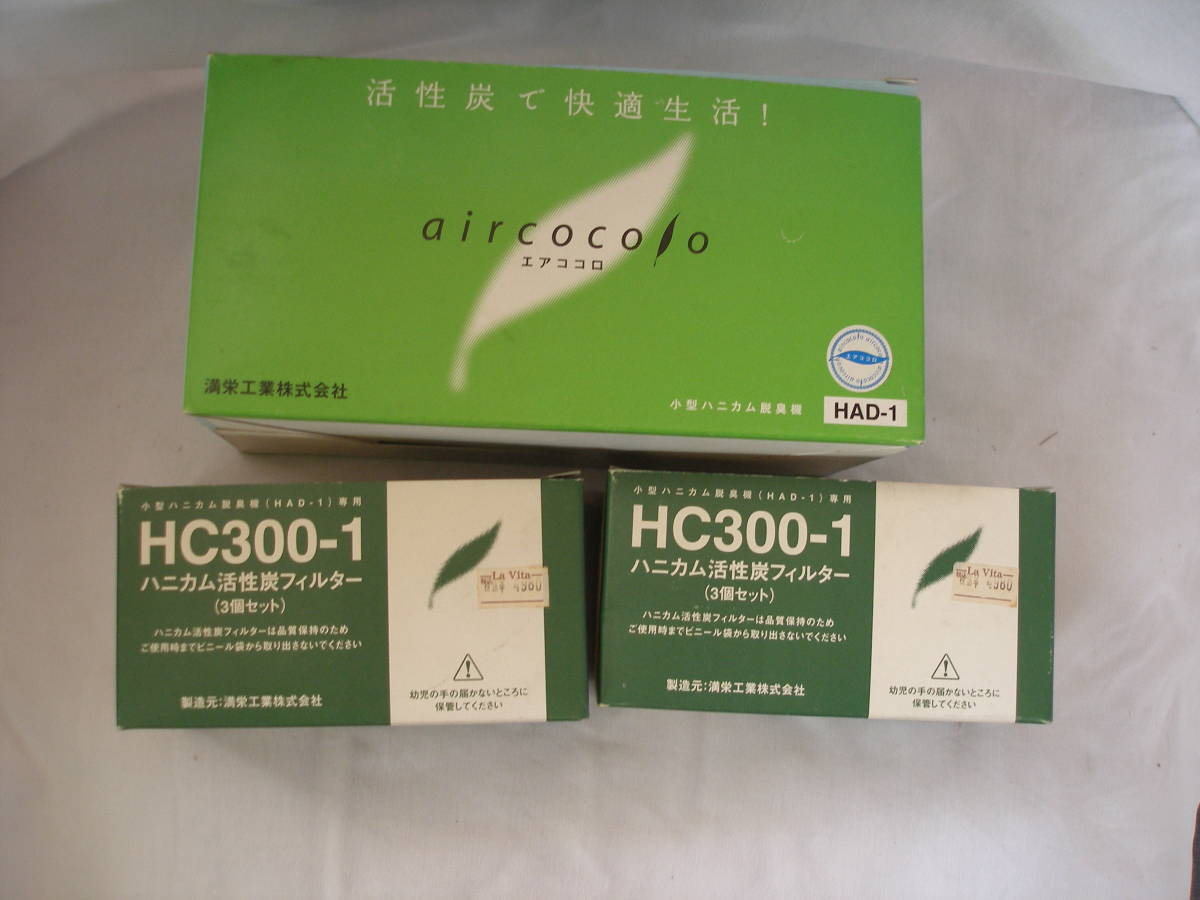 活性炭で快適生活！
aircocolo
エアココロ
エアココロ
満栄工業株式会社
小型ハニカム脱臭機
HAD-1
小型ハニカム脱臭機(HAD-1)専用
HC300-1
ハニカム活性炭フィルター
(3個セット)
ハニカム活性炭フィルターは品質保持のため
ご使用時までビニール袋から取り出さないでください
製造元:満栄工業株式会社
La Vita
4980
幼児の手の届かないところに
保管してください
小型ハニカム脱臭機(HAD-1)専用
HC300-1
ハニカム活性炭フィルター
(3個セット)
ハニカム活性炭フィルターは品質保持のため
ご使用時までビニール袋から取り出さないでください
製造元:満栄工業株式会社
La Vita
4980
幼児の手の届かないところに
保管してください